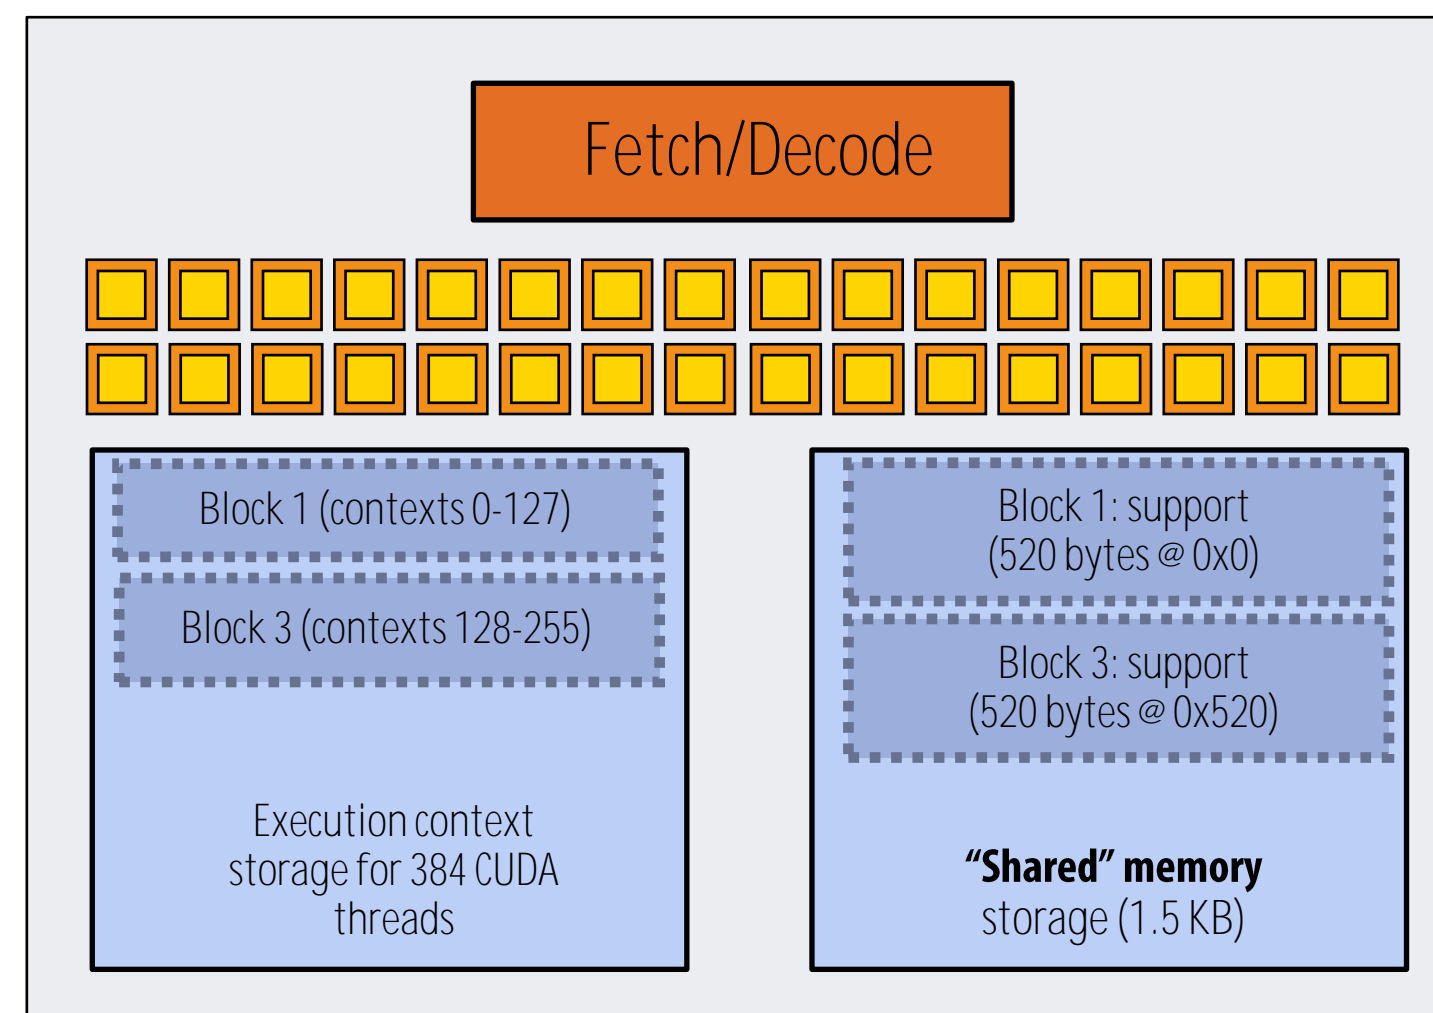 Fetch/Decode
Block 1 (contexts 0-127)
Block 3 (contexts 128-255)
Execution context
storage for 384 CUDA
threads
Block 1: support
(520 bytes @ 0x0)
Block 3: support
(520 bytes @ 0x520)
“Shared” memory
storage (1.5 KB)